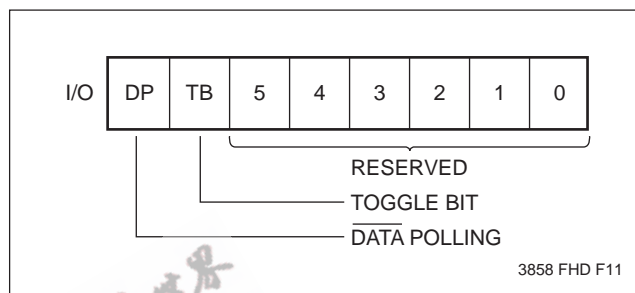 I/O DP TB 5 4 3 2 1 0
RESERVED
TOGGLE BIT
DATA POLLING
3858 FHD F11